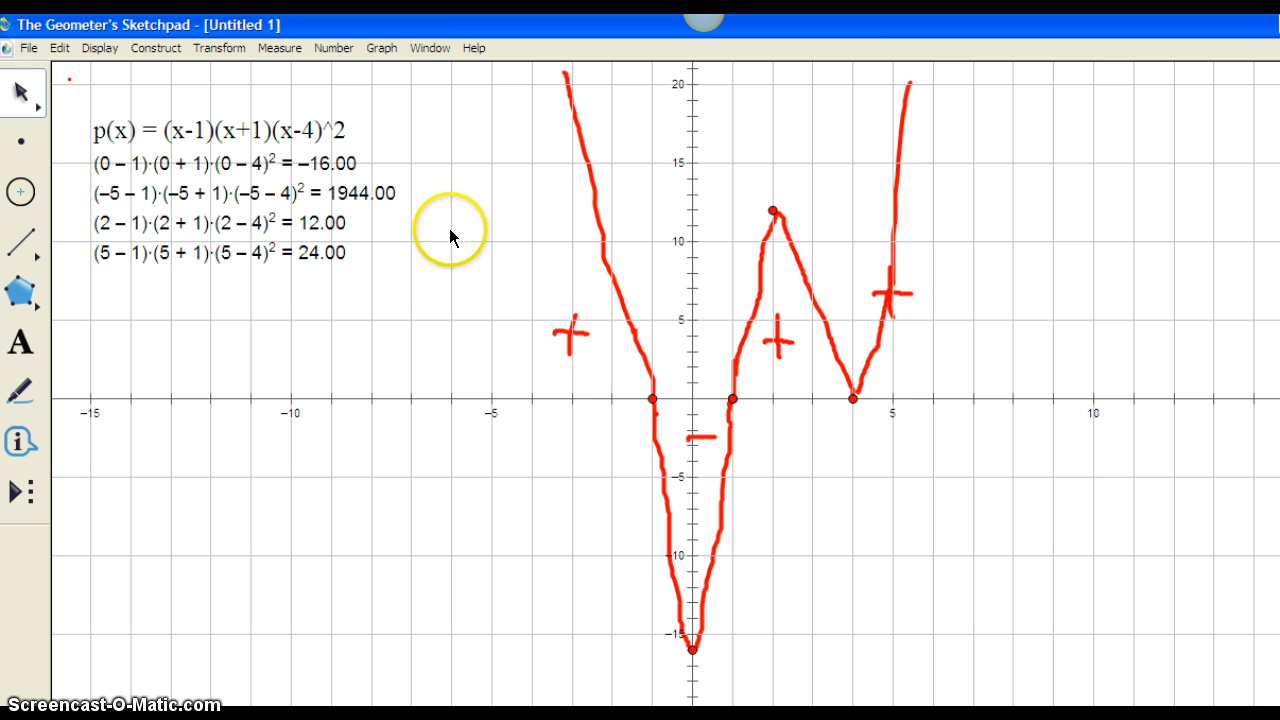 The Geometer's Sketchpad - [Untitled 1]
File Edit Display Construct Transform Measure Number Graph Window Help
p(x) = (x-1)(x+1)(x-4)^2
(0 – 1)·(0 + 1)·(0 – 4)² = –16.00
(–5 – 1)·(–5 + 1)·(–5 – 4)² = 1944.00
(2 – 1)·(2 + 1)·(2 – 4)² = 12.00
(5 – 1)·(5 + 1)·(5 – 4)² = 24.00
20
15
10
5
+ + +
-15 -10 -5 5 10
–
-5
-10
-15
A
i
Screencast-O-Matic.com